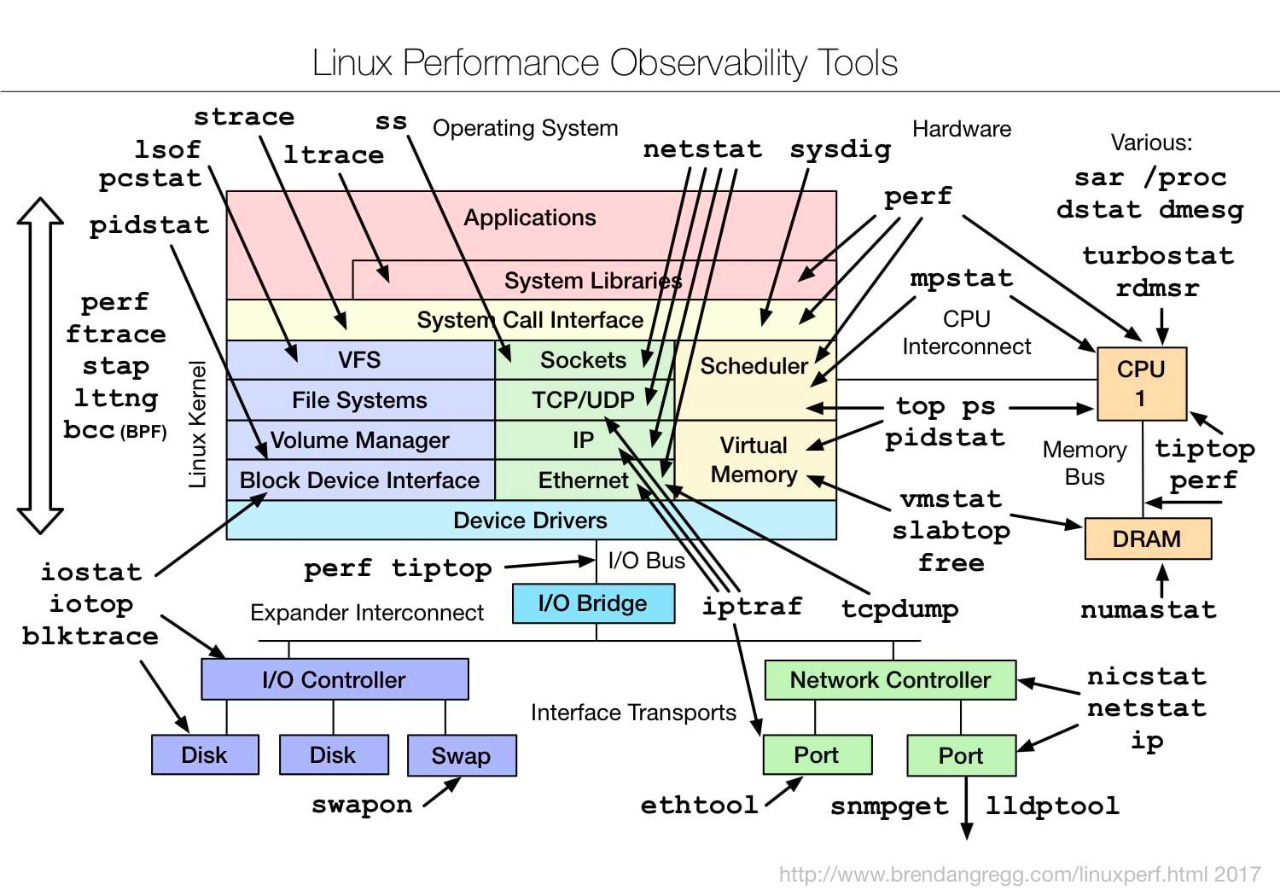 Linux Performance Observability Tools
strace
ss
Operating System
Hardware
Various:
lsof
pcstat
ltrace
netstat
sysdig
sar /proc
dstat dmesg
pidstat
Applications
perf
turbostat
rdmsr
System Libraries
mpstat
perf
ftrace
stap
lttng
bcc (BPF)
Linux Kernel
System Call Interface
CPU
Interconnect
VFS
Sockets
Scheduler
CPU
1
File Systems
TCP/UDP
top ps
pidstat
Volume Manager
IP
Virtual
Memory
Memory
Bus
tiptop
perf
Block Device Interface
Ethernet
vmstat
slabtop
free
Device Drivers
DRAM
iostat
iotop
blktrace
perf tiptop
I/O Bus
Expander Interconnect
I/O Bridge
iptraf
tcpdump
numastat
I/O Controller
Network Controller
nicstat
netstat
ip
Interface Transports
Disk
Disk
Swap
Port
Port
swapon
ethtool
snmpget
lldptool
http://www.brendangregg.com/linuxperf.html 2017